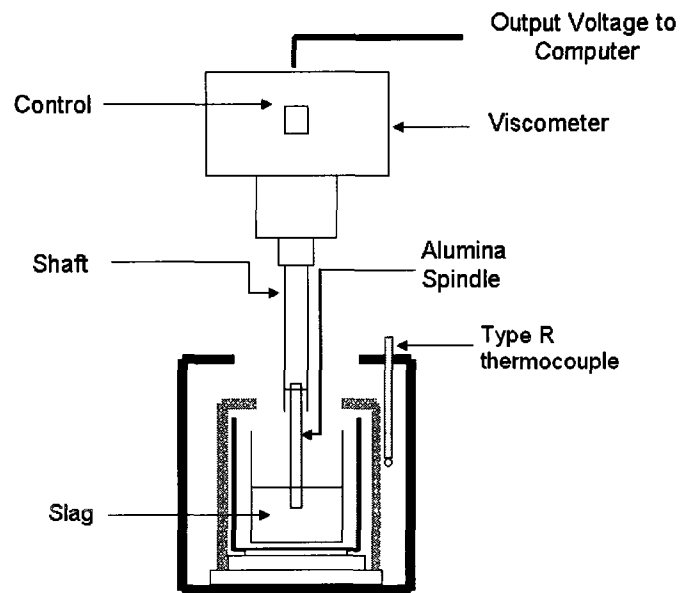 Output Voltage to
Computer
Control
Viscometer
Shaft
Alumina
Spindle
Type R
thermocouple
Slag